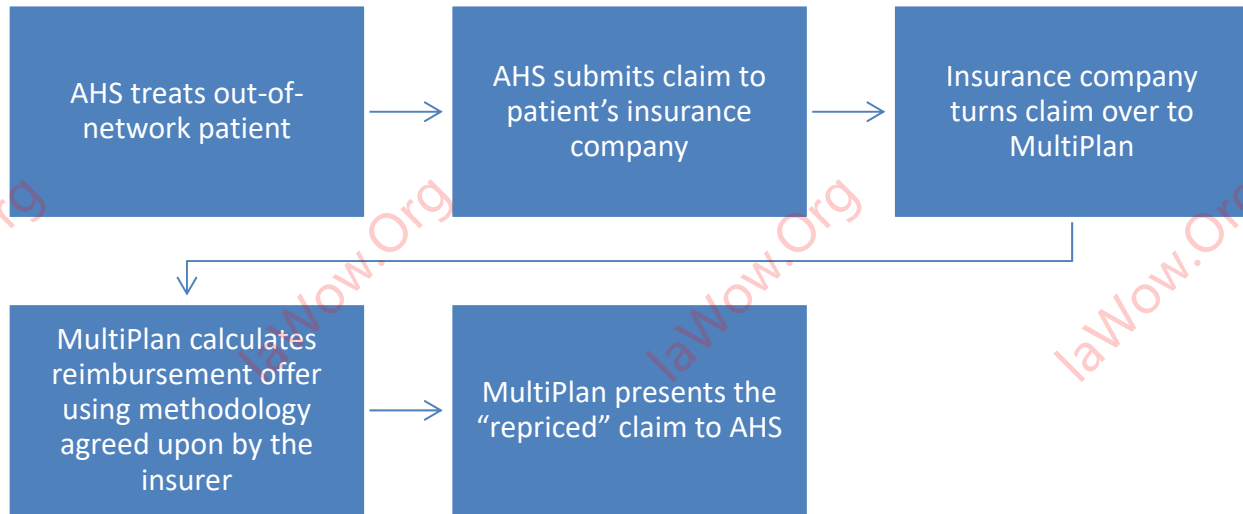 AHS treats out-of-
network patient
AHS submits claim to
patient’s insurance
company
Insurance company
turns claim over to
MultiPlan
MultiPlan calculates
reimbursement offer
using methodology
agreed upon by the
insurer
MultiPlan presents the
“repriced” claim to AHS
rg
laWow.Org
laWow.Org
laWow.Org